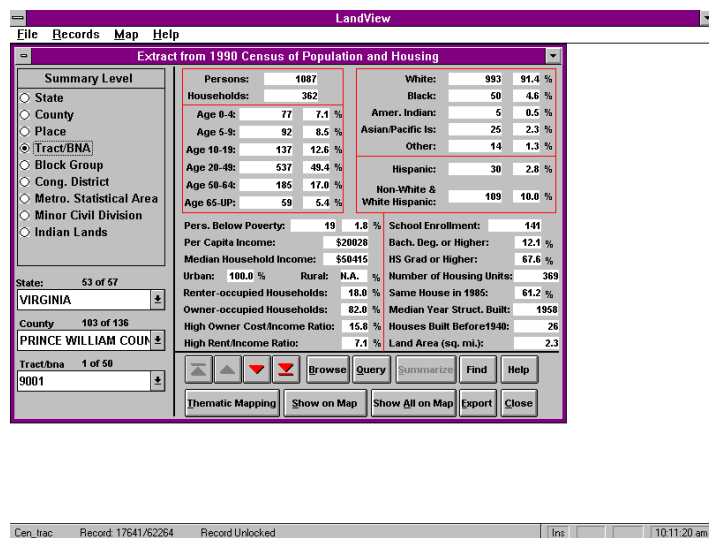 LandView
File Records Map Help
Extract from 1990 Census of Population and Housing
Summary Level
State
County
Place
Tract/BNA
Block Group
Cong. District
Metro. Statistical Area
Minor Civil Division
Indian Lands
State: 53 of 57
VIRGINIA
County 103 of 136
PRINCE WILLIAM COUN
Tract/bna 1 of 50
9001
Persons: 1087
Households: 362
Age 0-4: 77 7.1 %
Age 5-9: 92 8.5 %
Age 10-19: 137 12.6 %
Age 20-49: 537 49.4 %
Age 50-64: 185 17.0 %
Age 65-UP: 59 5.4 %
White: 993 91.4 %
Black: 50 4.6 %
Amer. Indian: 5 0.5 %
Asian/Pacific Is: 25 2.3 %
Other: 14 1.3 %
Hispanic: 30 2.8 %
Non-White &
White Hispanic: 109 10.0 %
Pers. Below Poverty: 19 1.8 %
Per Capita Income: $20028
Median Household Income: $50415
Urban: 100.0 % Rural: N.A. %
Renter-occupied Households: 18.0 %
Owner-occupied Households: 82.0 %
High Owner Cost/Income Ratio: 15.8 %
High Rent/Income Ratio: 7.1 %
School Enrollment: 141
Bach. Deg. or Higher: 12.1 %
HS Grad or Higher: 67.6 %
Number of Housing Units: 369
Same House in 1985: 61.2 %
Median Year Struct. Built: 1958
Houses Built Before1940: 26
Land Area (sq. mi.): 2.3
Browse Query Summarize Find Help
Thematic Mapping Show on Map Show All on Map Export Close
Cen_trac Record: 17641/62264 Record Unlocked Ins 10:11:20 am